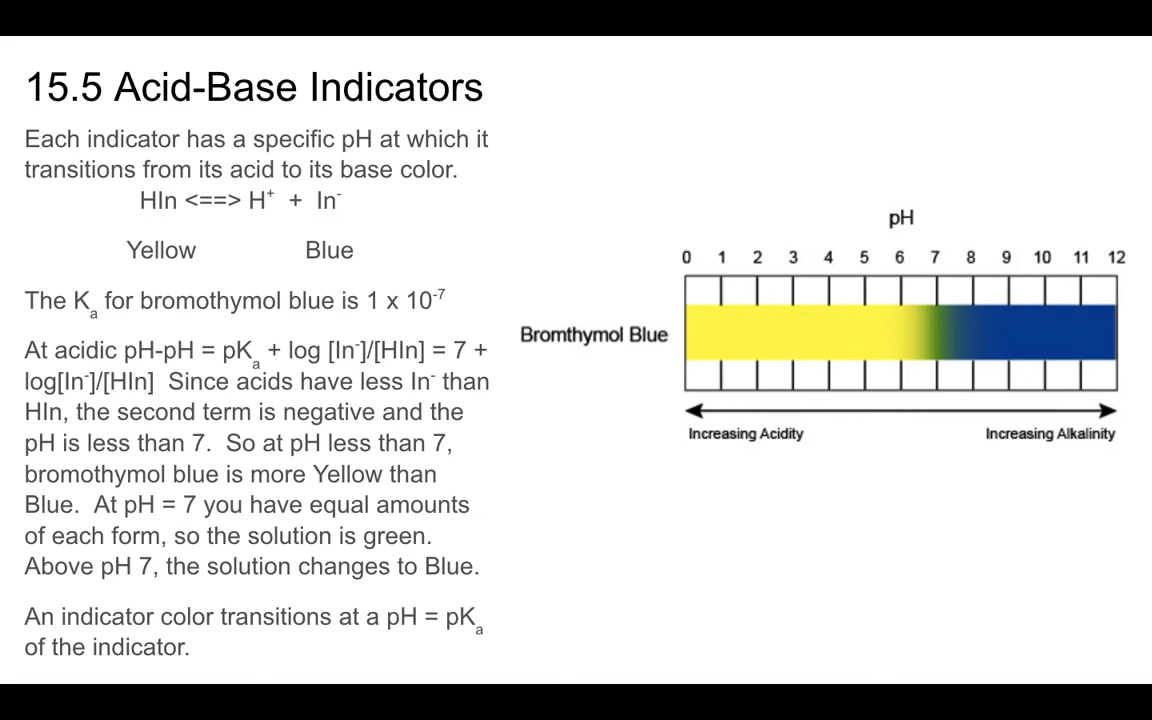 15.5 Acid-Base Indicators
Each indicator has a specific pH at which it
transitions from its acid to its base color.
HIn <==> H⁺ + In⁻
Yellow Blue
The Kₐ for bromothymol blue is 1 x 10⁻⁷
At acidic pH-pH = pKₐ + log [In⁻]/[HIn] = 7 +
log[In⁻]/[HIn] Since acids have less In⁻ than
HIn, the second term is negative and the
pH is less than 7. So at pH less than 7,
bromothymol blue is more Yellow than
Blue. At pH = 7 you have equal amounts
of each form, so the solution is green.
Above pH 7, the solution changes to Blue.
An indicator color transitions at a pH = pKₐ
of the indicator.
pH
0 1 2 3 4 5 6 7 8 9 10 11 12
Bromthymol Blue
Increasing Acidity Increasing Alkalinity